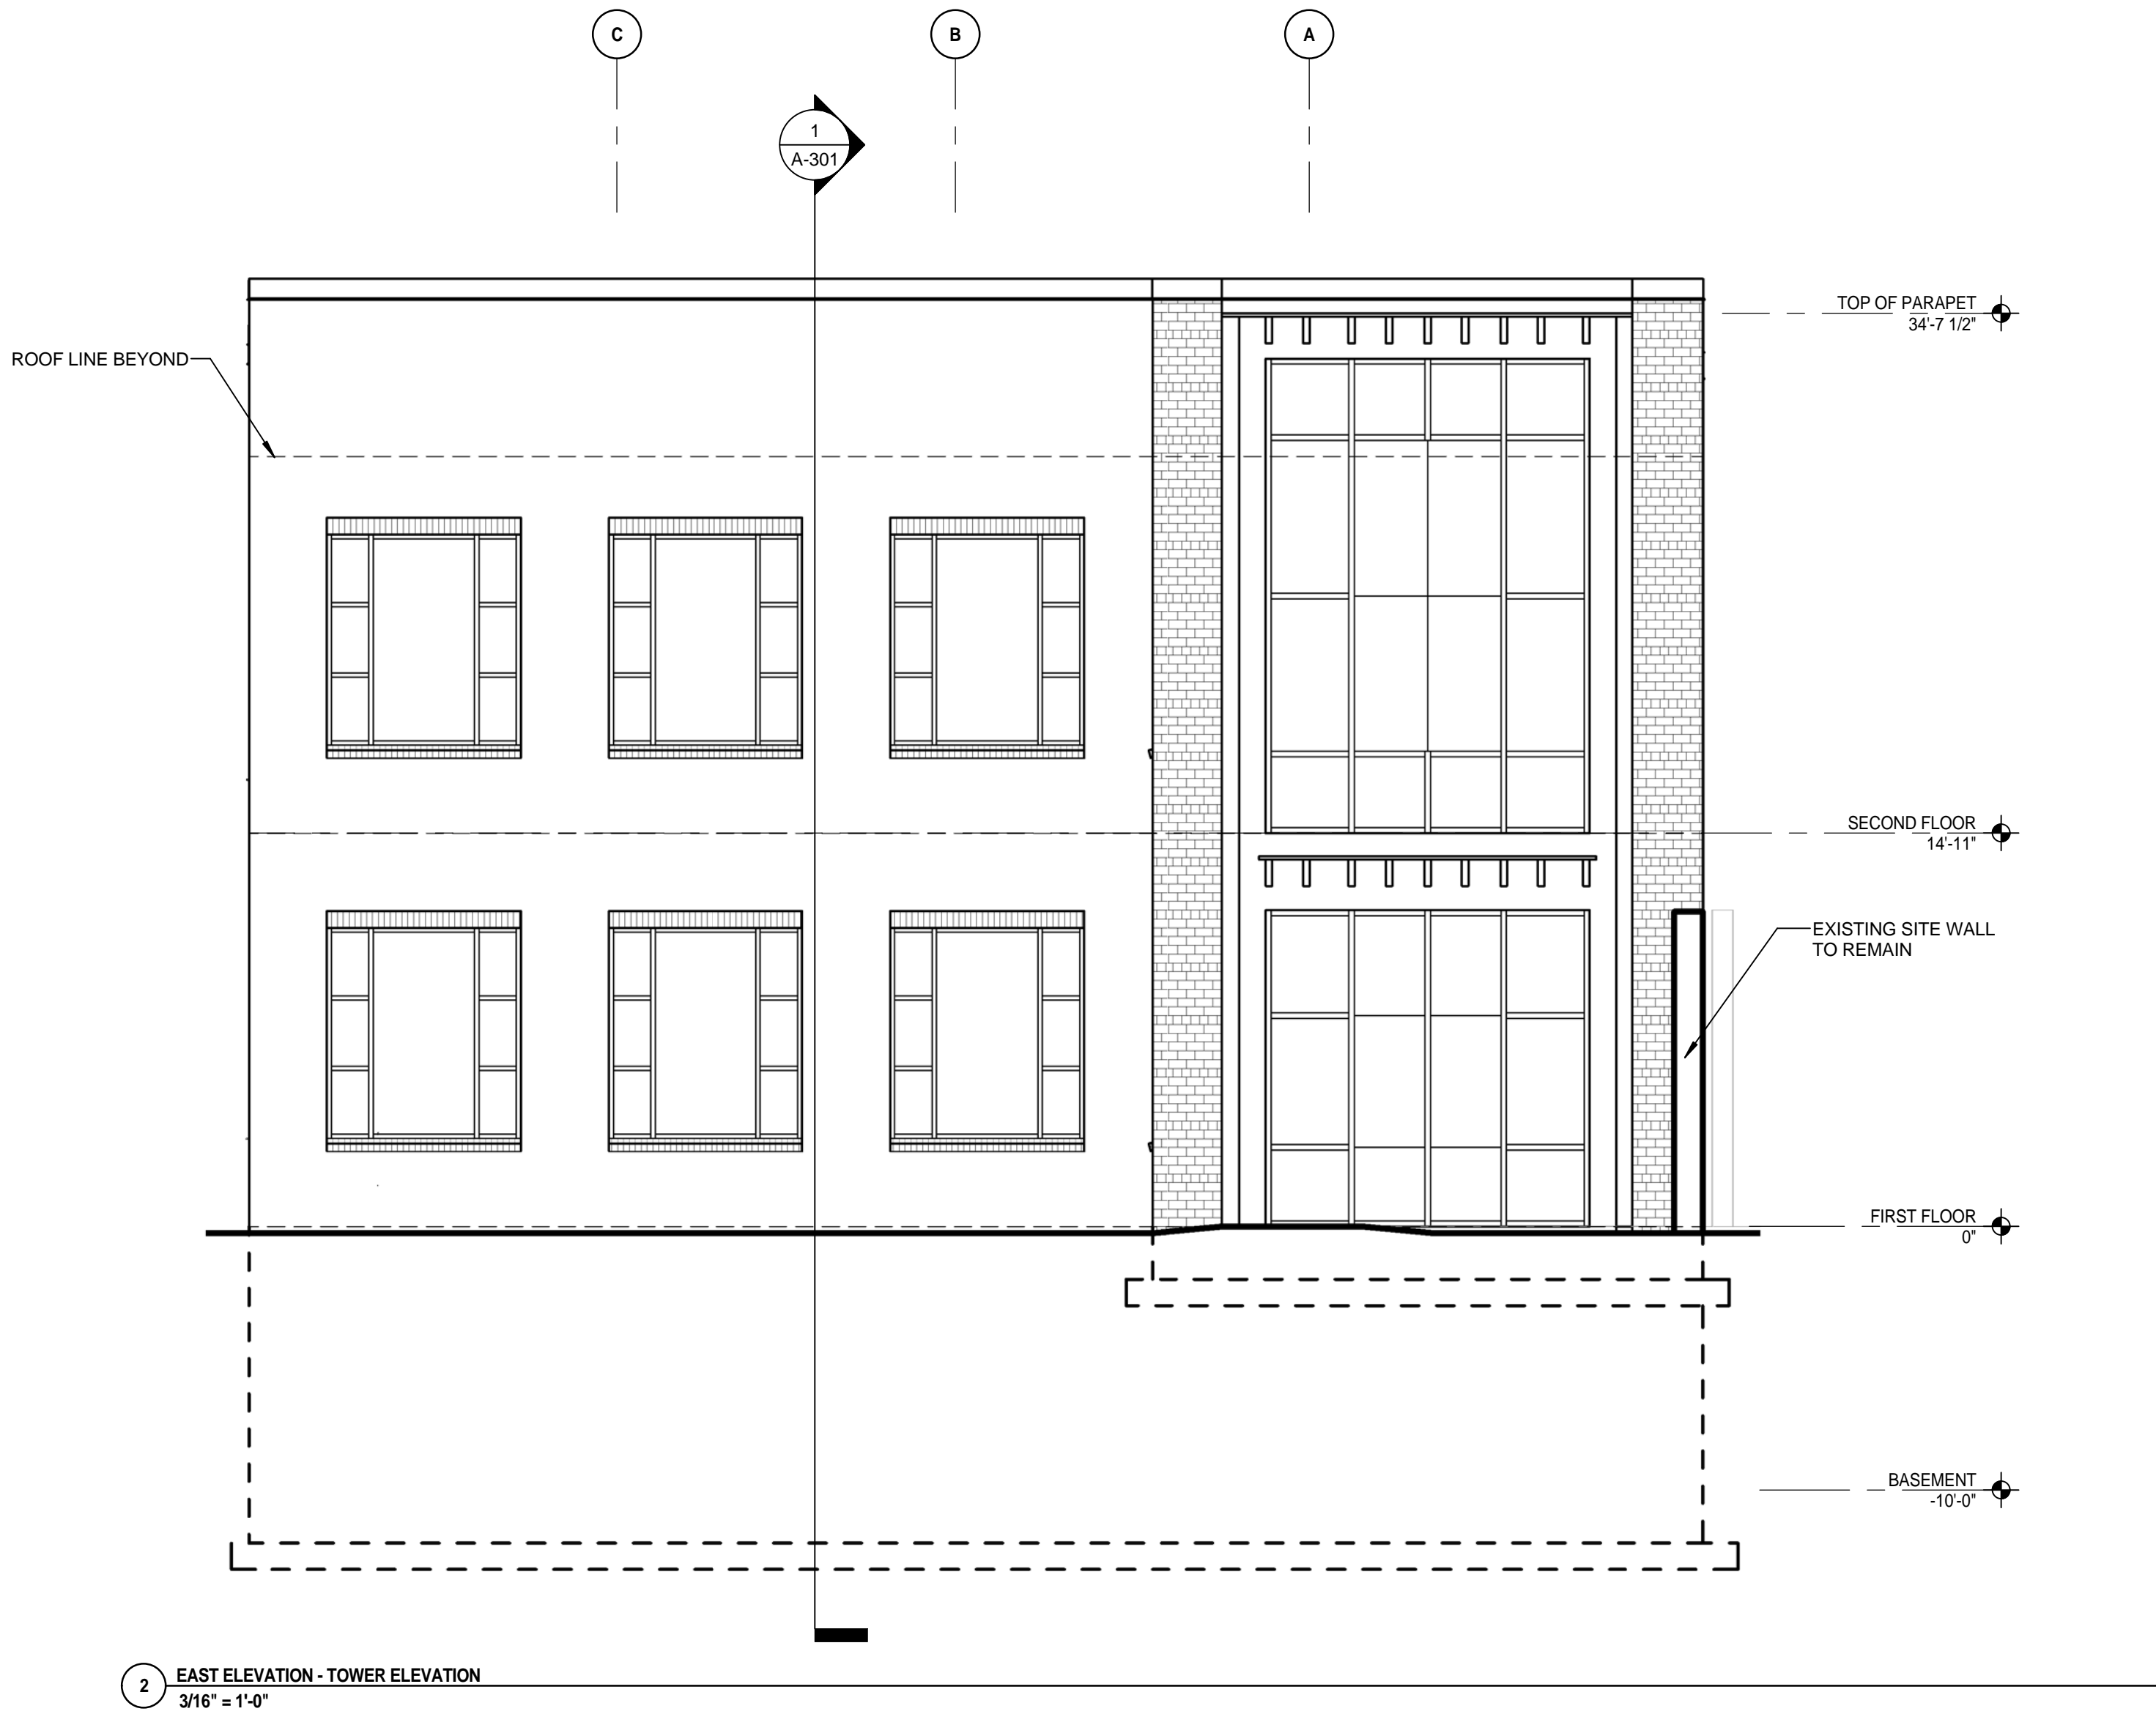 C
B
A
1
A-301
TOP OF PARAPET
34'-7 1/2"
ROOF LINE BEYOND
SECOND FLOOR
14'-11"
EXISTING SITE WALL
TO REMAIN
FIRST FLOOR
0"
BASEMENT
-10'-0"
2
EAST ELEVATION - TOWER ELEVATION
3/16" = 1'-0"